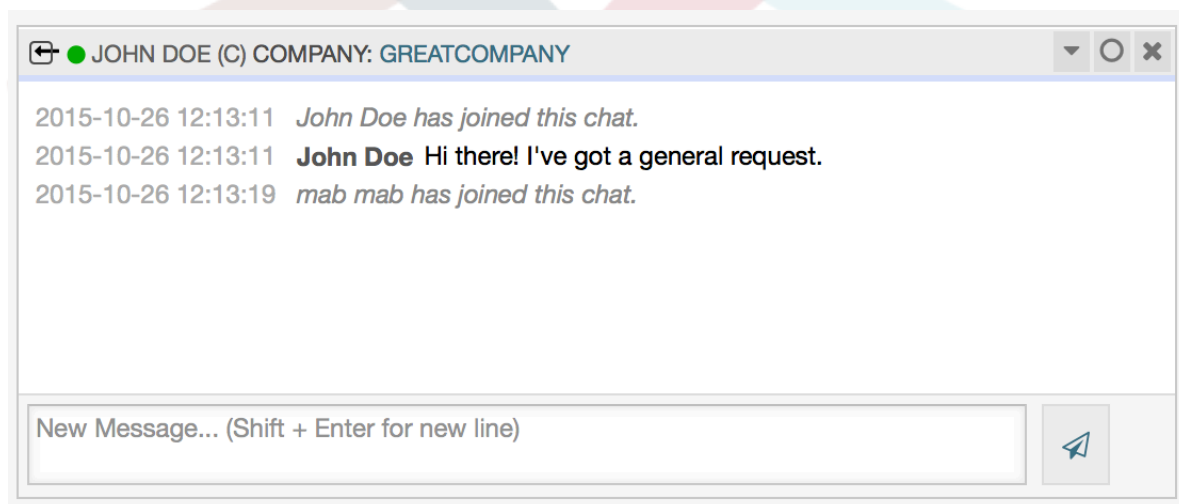 JOHN DOE (C) COMPANY: GREATCOMPANY
2015-10-26 12:13:11 John Doe has joined this chat.
2015-10-26 12:13:11 John Doe Hi there! I've got a general request.
2015-10-26 12:13:19 mab mab has joined this chat.
New Message... (Shift + Enter for new line)